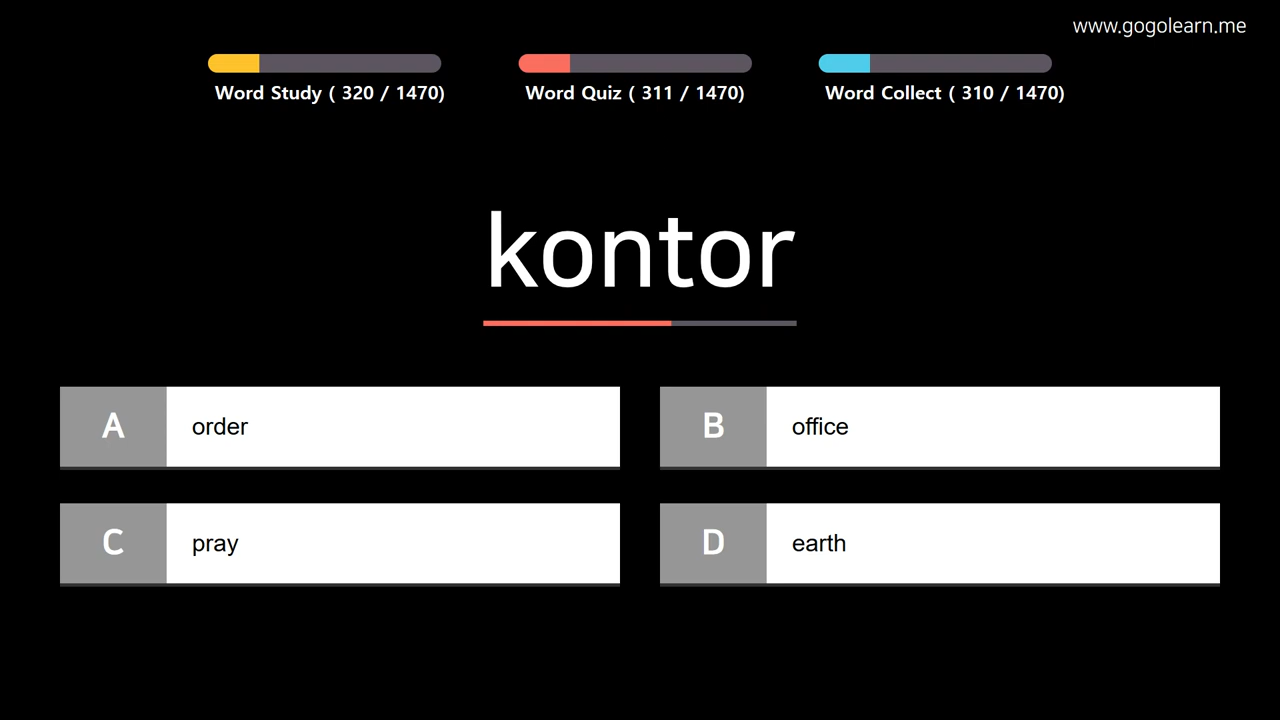 www.gogolearn.me
Word Study ( 320 / 1470)
Word Quiz ( 311 / 1470)
Word Collect ( 310 / 1470)
kontor
A order
B office
C pray
D earth